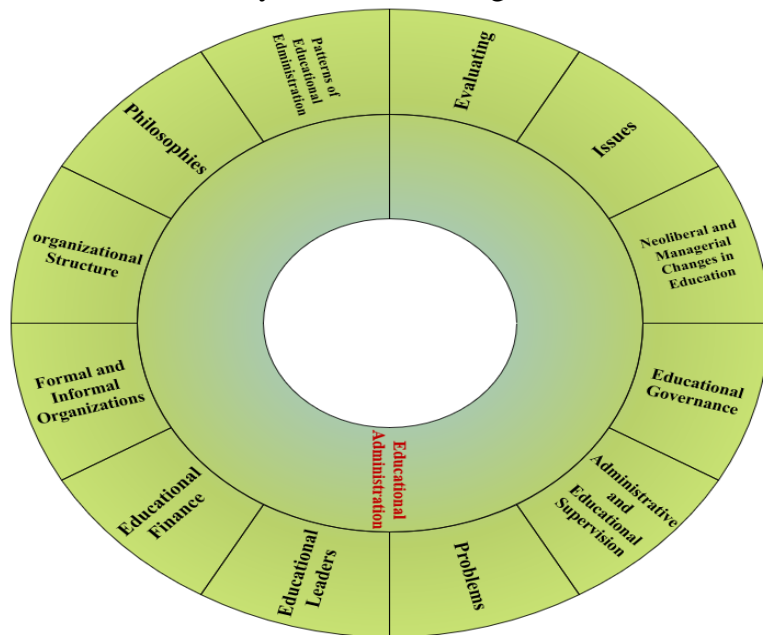 Patterns of
Educational
Edministration
Evaluating
Issues
Neoliberal and
Managerial
Changes in
Education
Educational
Governance
Administrative
and
Educational
Supervision
Problems
Educational
Leaders
Educational
Finance
Formal and
Informal
Organizations
organizational
Structure
Philosophies
Educational
Administration